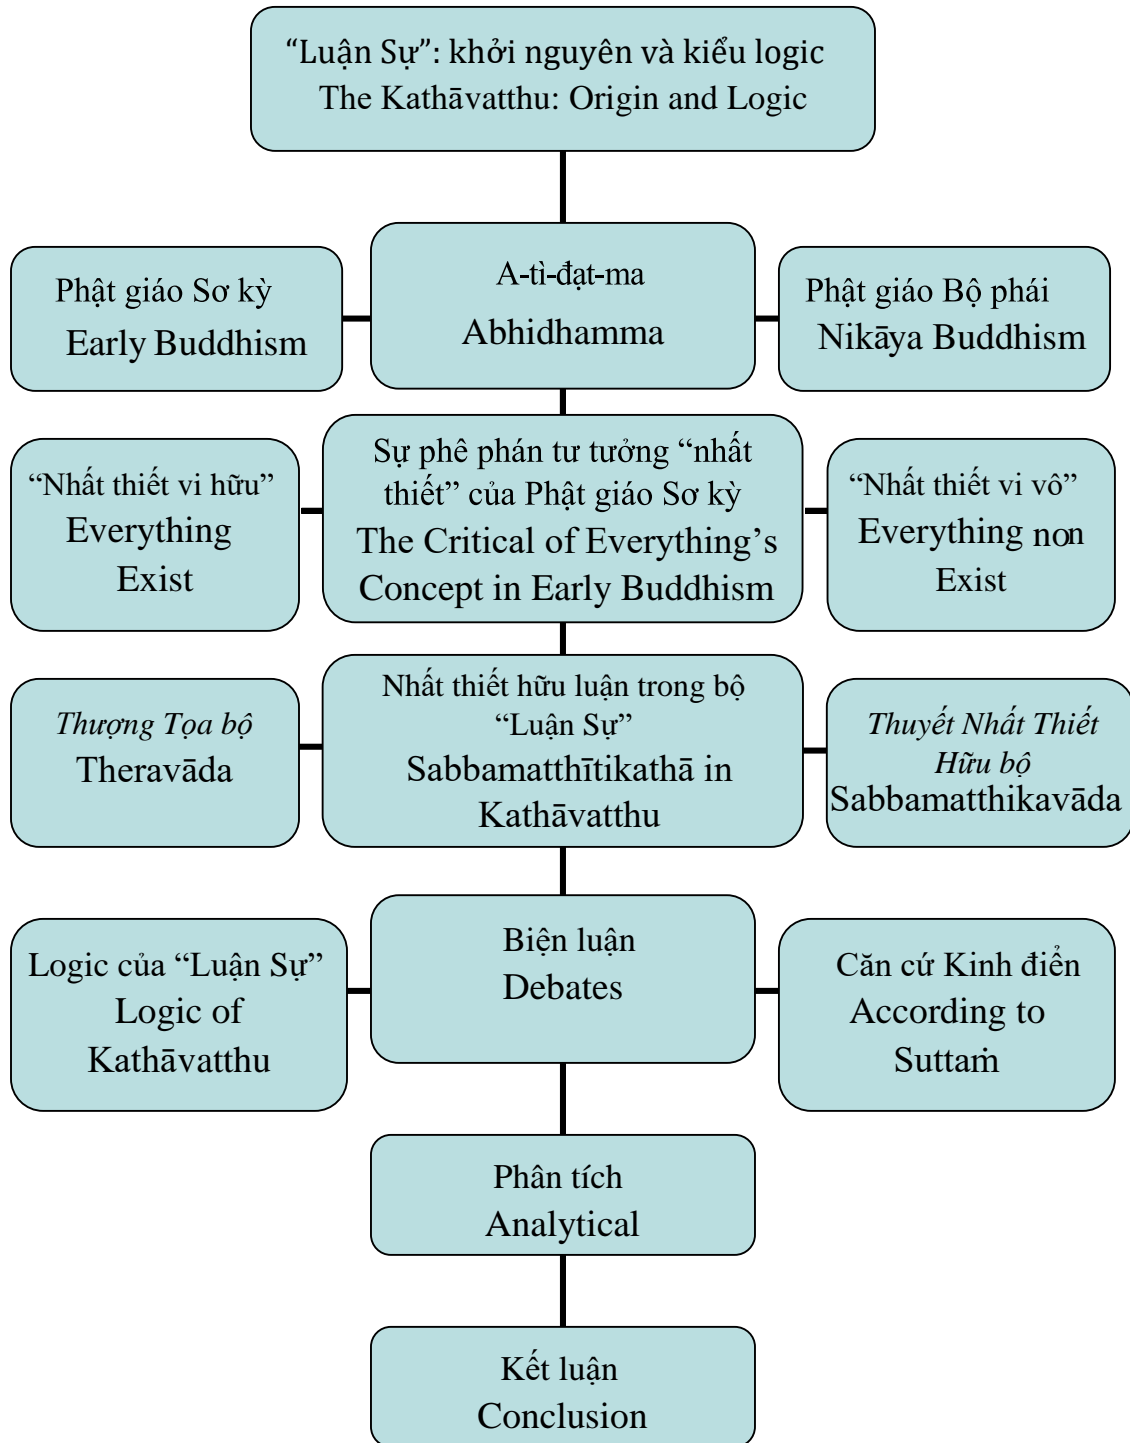 “Luận Sự”: khởi nguyên và kiểu logic
The Kathāvatthu: Origin and Logic
Phật giáo Sơ kỳ
Early Buddhism
A-tì-đạt-ma
Abhidhamma
Phật giáo Bộ phái
Nikāya Buddhism
“Nhất thiết vi hữu”
Everything
Exist
Sự phê phán tư tưởng “nhất
thiết” của Phật giáo Sơ kỳ
The Critical of Everything’s
Concept in Early Buddhism
“Nhất thiết vi vô”
Everything non
Exist
Thượng Tọa bộ
Theravāda
Nhất thiết hữu luận trong bộ
“Luận Sự”
Sabbamatthītikathā in
Kathāvatthu
Thuyết Nhất Thiết
Hữu bộ
Sabbamatthikavāda
Logic của “Luận Sự”
Logic of
Kathāvatthu
Biện luận
Debates
Căn cứ Kinh điển
According to
Suttaṁ
Phân tích
Analytical
Kết luận
Conclusion